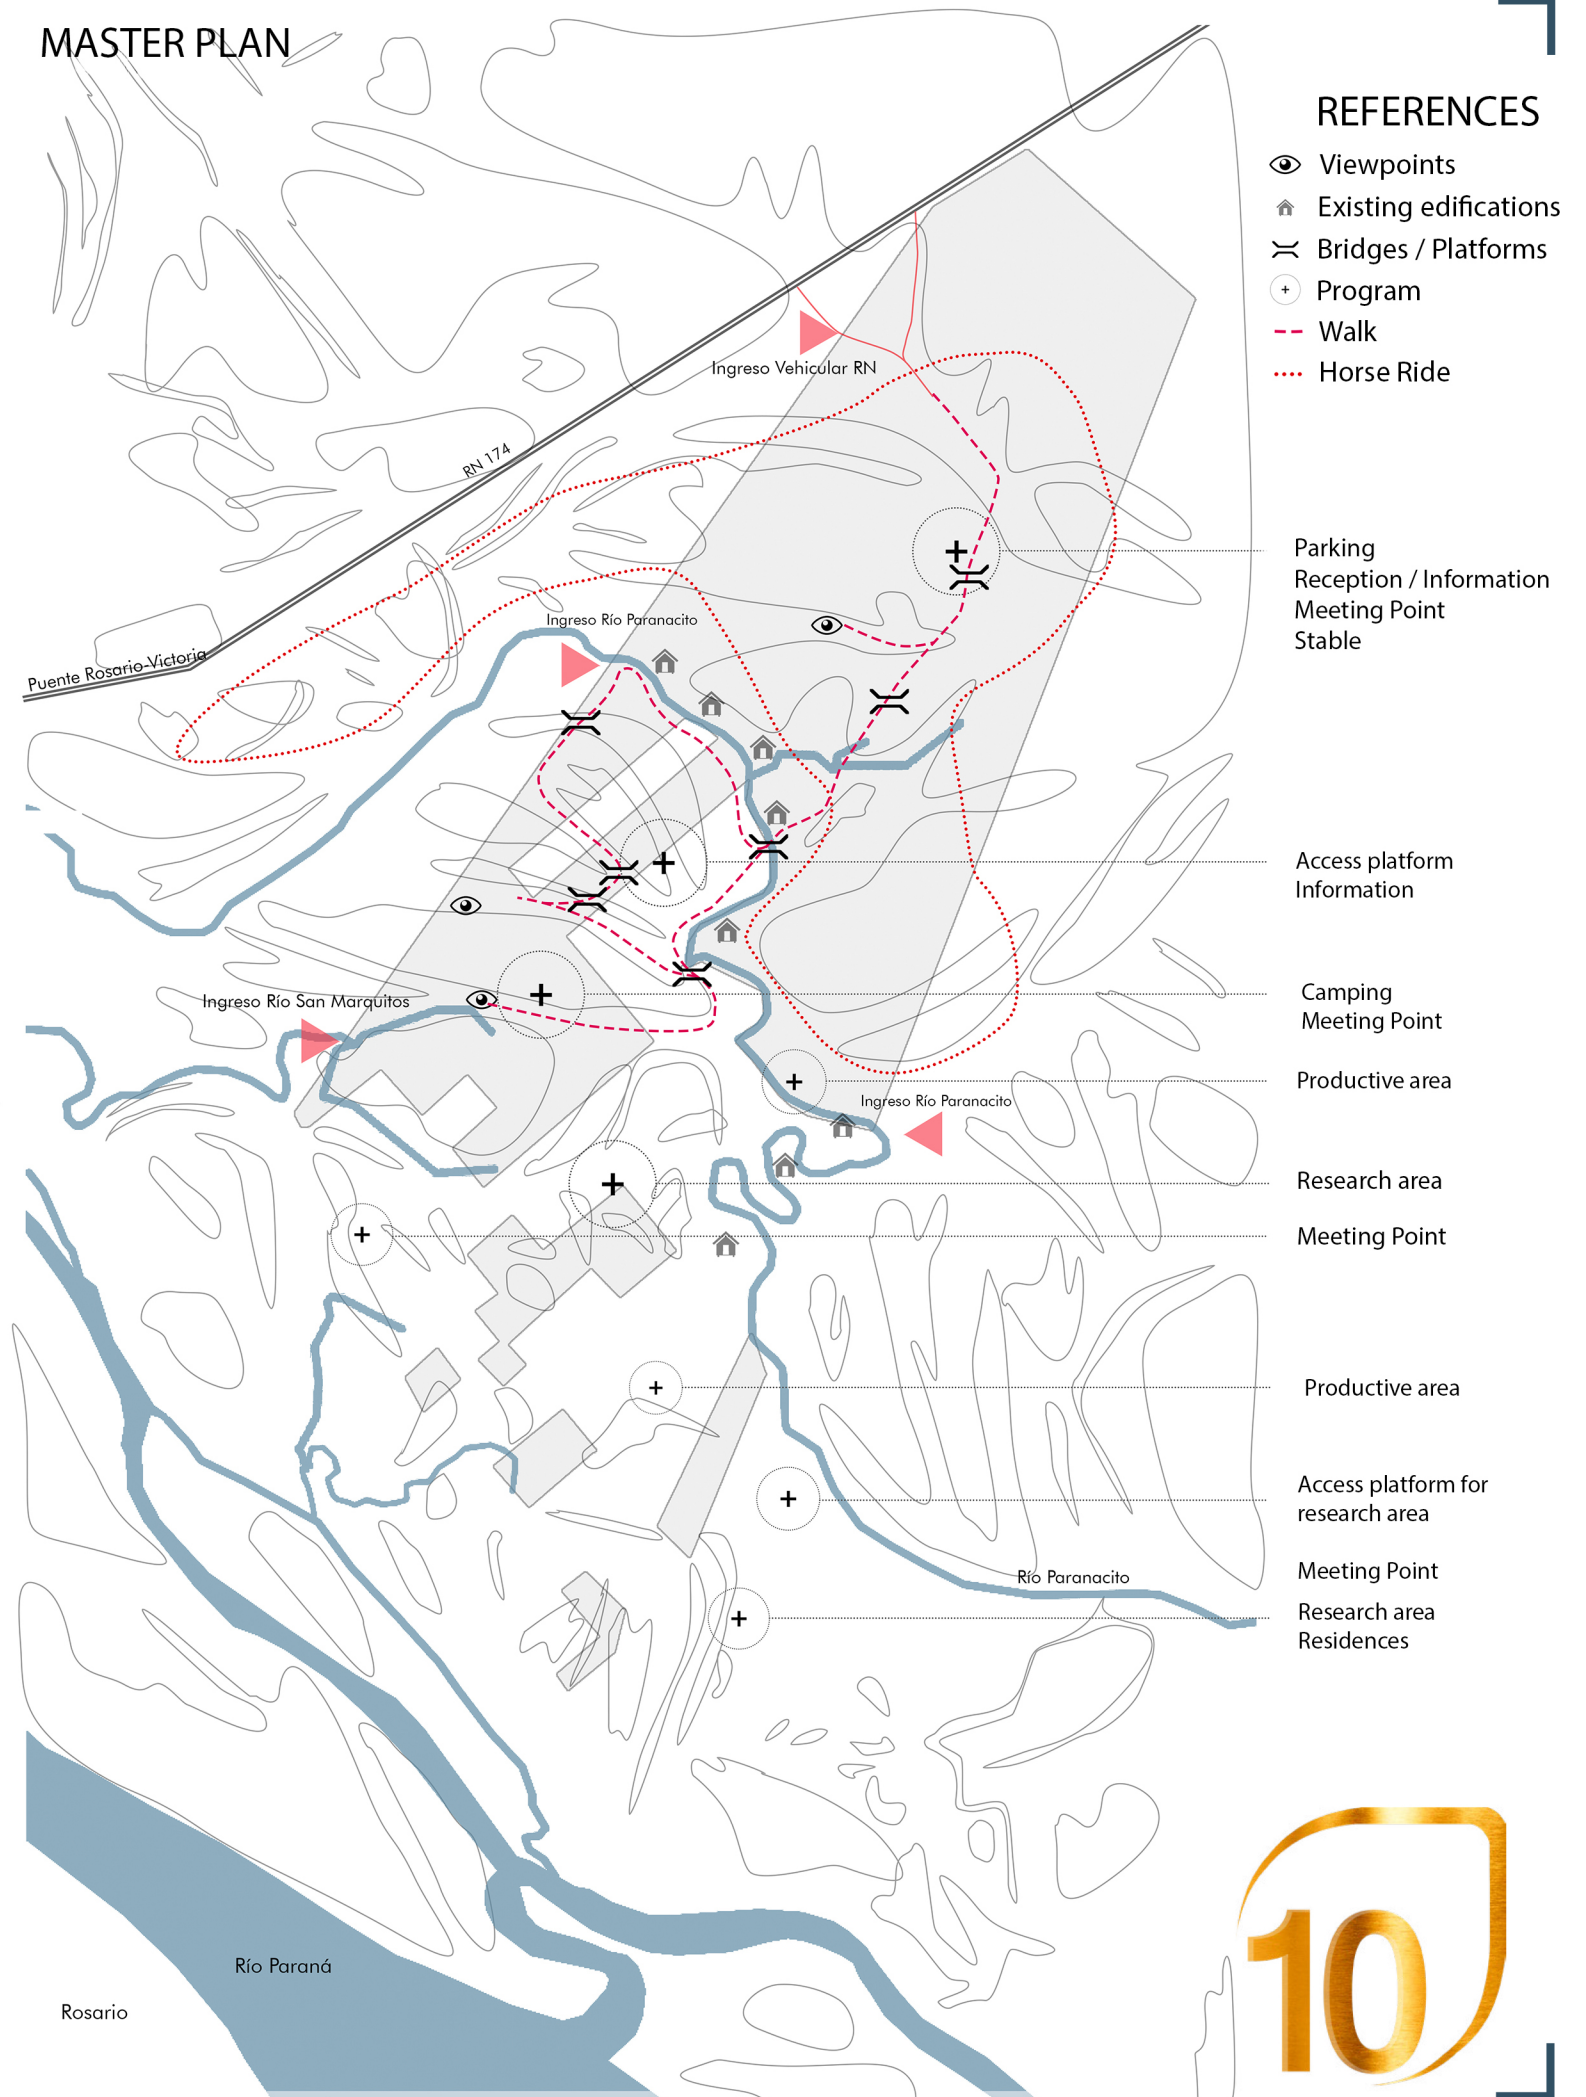 MASTER PLAN
REFERENCES
Viewpoints
Existing edifications
Bridges / Platforms
Program
Walk
Horse Ride
Ingreso Vehicular RN
RN 174
Parking
Reception / Information
Meeting Point
Stable
Ingreso Río Paranacito
Puente Rosario-Victoria
Access platform
Information
Ingreso Río San Marquitos
Camping
Meeting Point
Productive area
Ingreso Río Paranacito
Research area
Meeting Point
Productive area
Access platform for
research area
Río Paranacito
Meeting Point
Research area
Residences
Río Paraná
Rosario
10